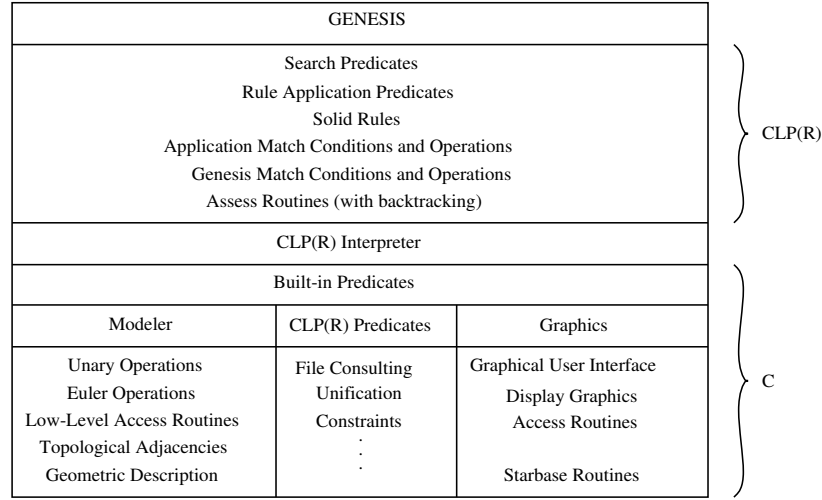 GENESIS
Search Predicates
Rule Application Predicates
Solid Rules
Application Match Conditions and Operations
Genesis Match Conditions and Operations
Assess Routines (with backtracking)
CLP(R)
CLP(R) Interpreter
Built-in Predicates
Modeler
Unary Operations
Euler Operations
Low-Level Access Routines
Topological Adjacencies
Geometric Description
CLP(R) Predicates
File Consulting
Unification
Constraints
.
.
.
Graphics
Graphical User Interface
Display Graphics
Access Routines
Starbase Routines
C